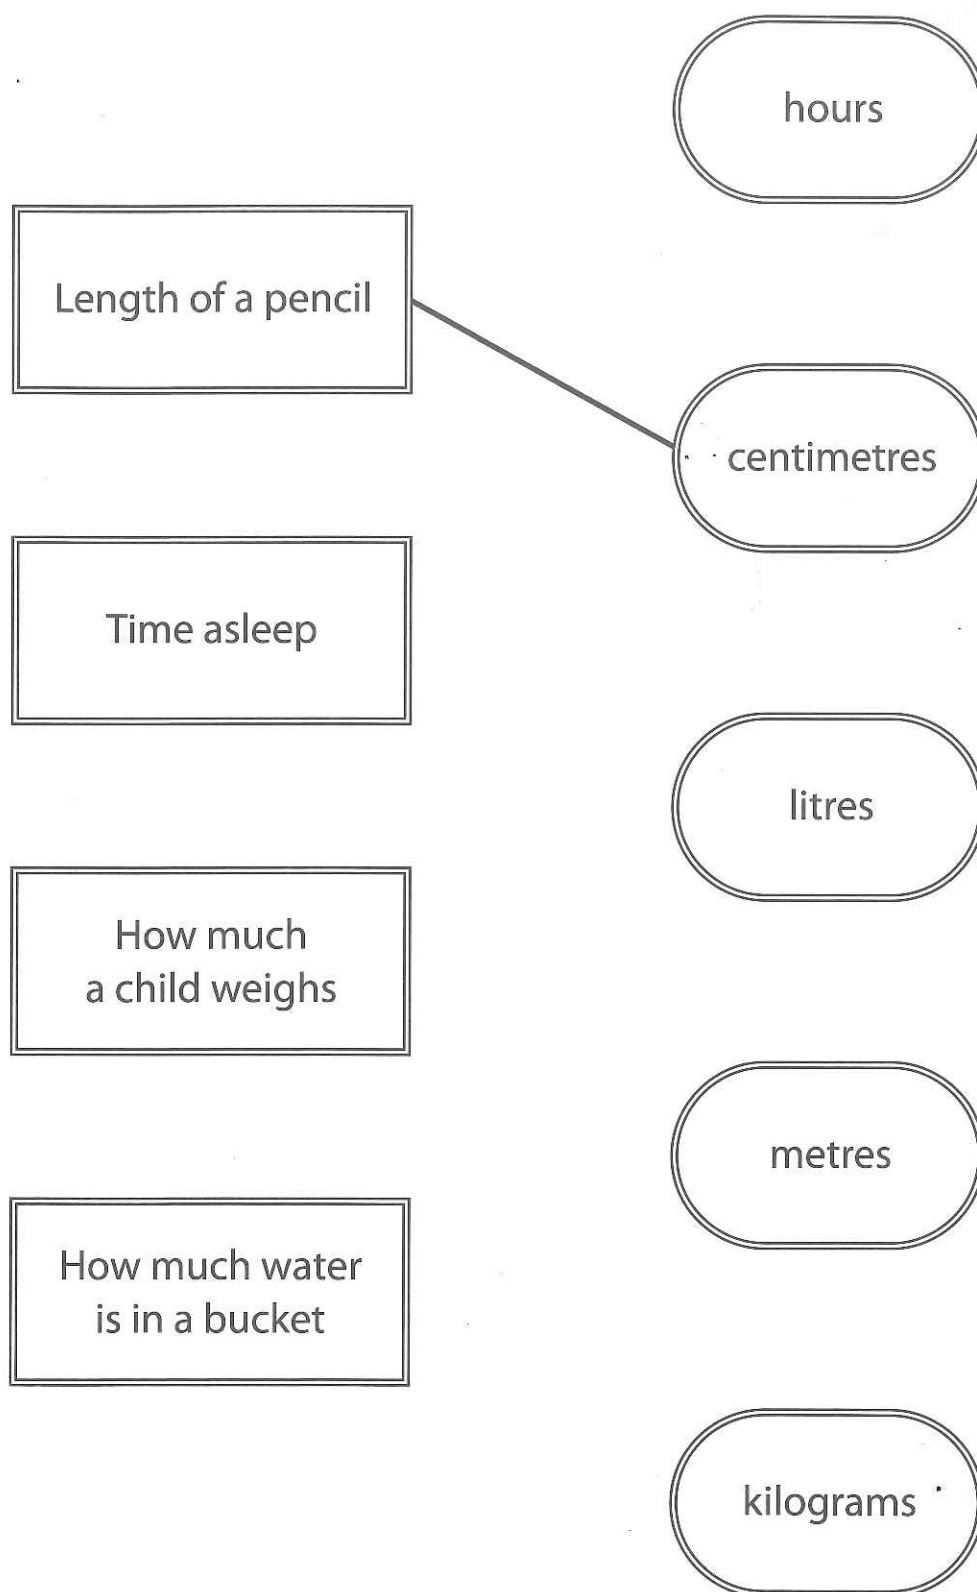 hours
Length of a pencil
centimetres
Time asleep
litres
How much
a child weighs
metres
How much water
is in a bucket
kilograms